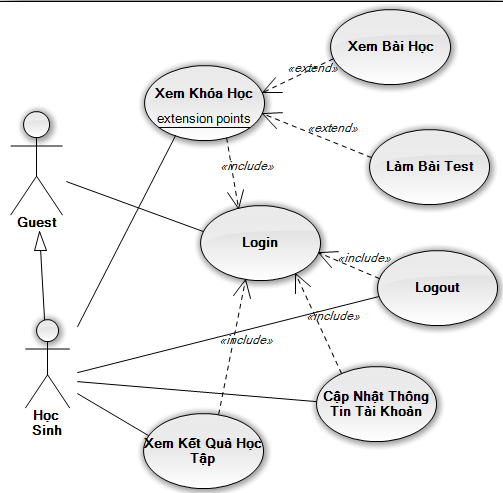 Xem Bài Học
«extend»
Xem Khóa Học
extension points
«extend»
Làm Bài Test
«include»
Guest
Login
«include»
Logout
«include»
«include»
Học
Sinh
Cập Nhật Thông
Tin Tài Khoản
Xem Kết Quả Học
Tập